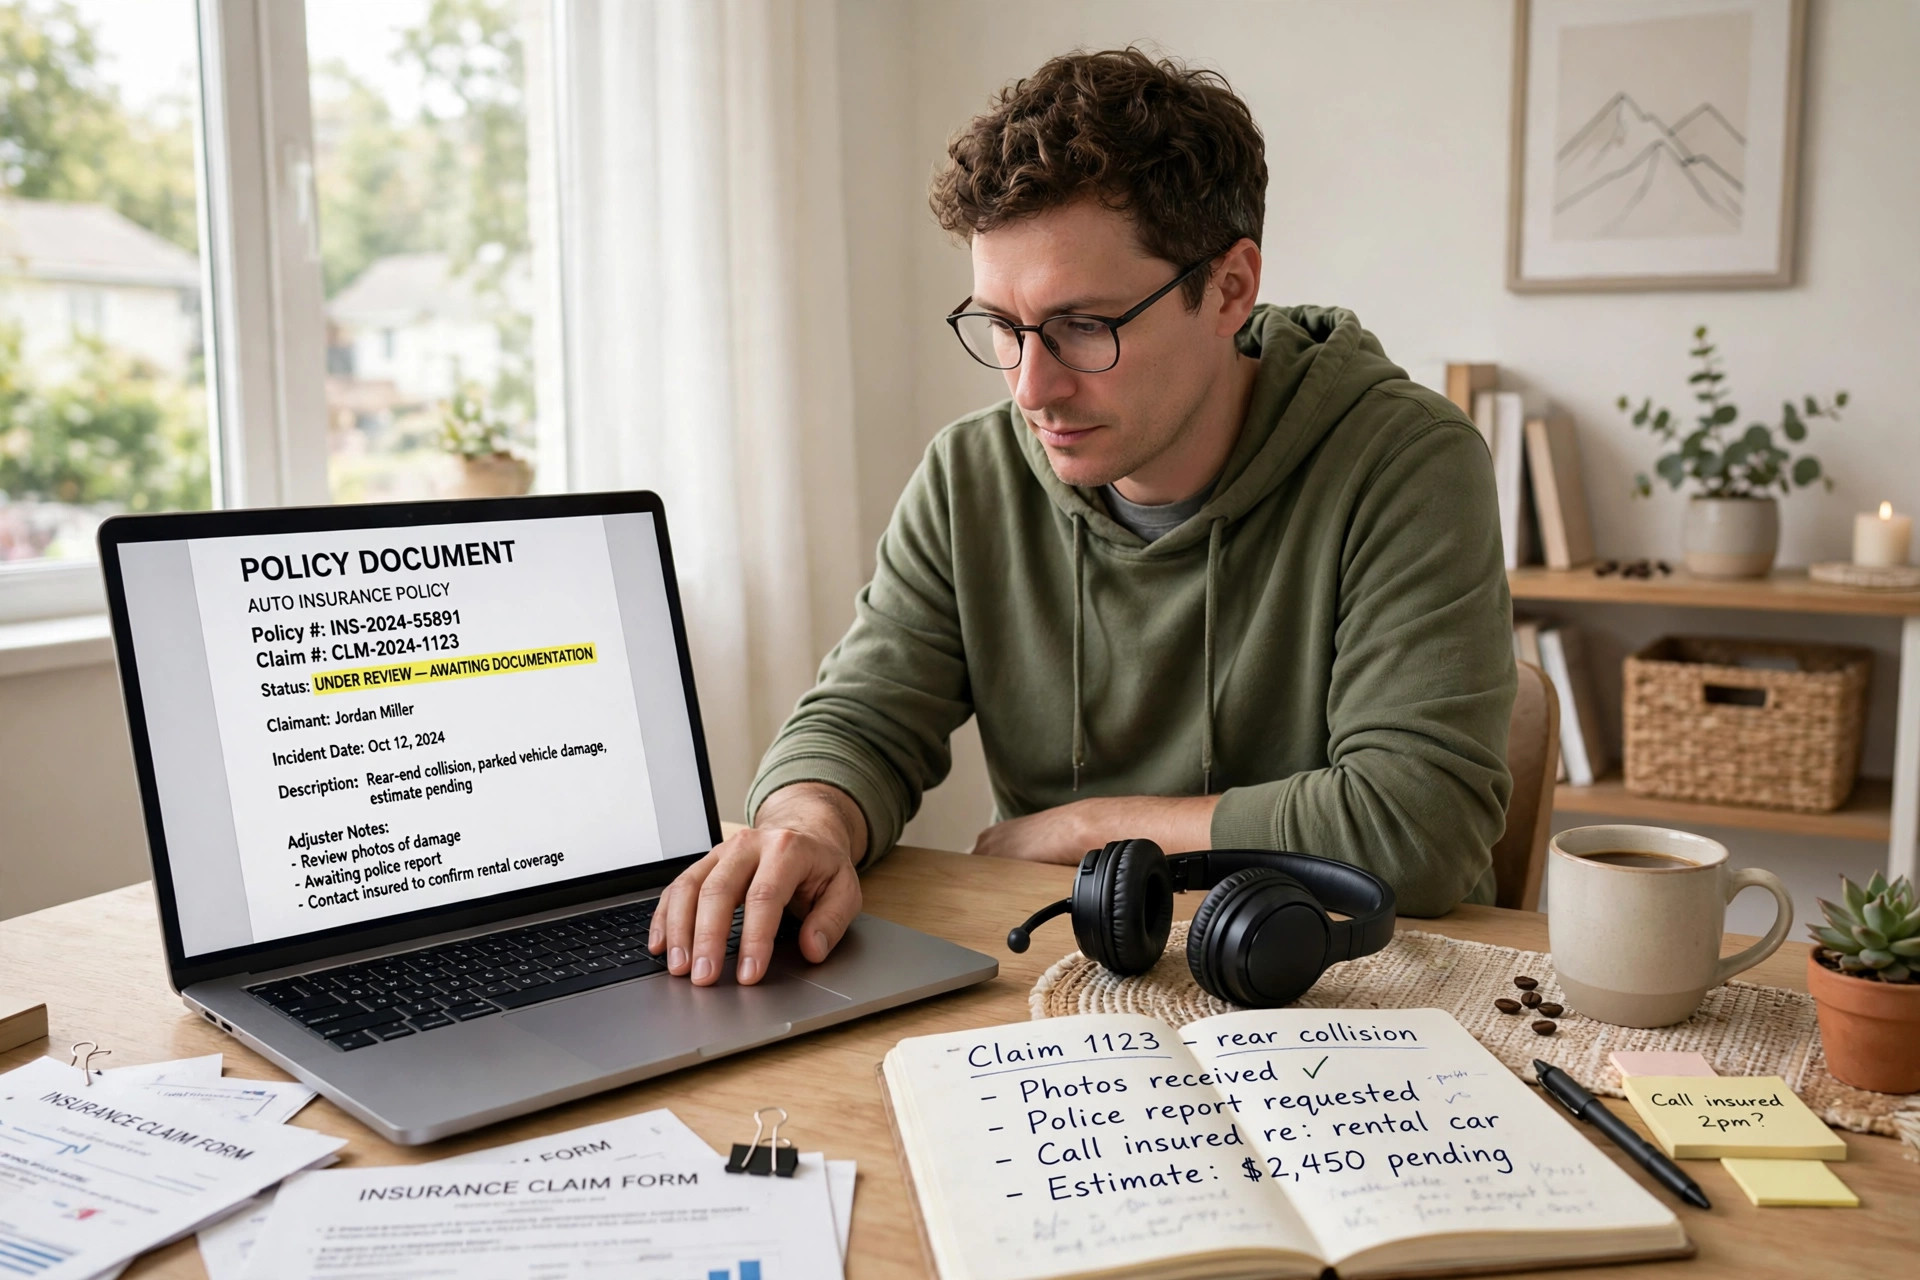 POLICY DOCUMENT
AUTO INSURANCE POLICY
Policy #: INS-2024-55891
Claim #: CLM-2024-1123
Status: UNDER REVIEW — AWAITING DOCUMENTATION
Claimant: Jordan Miller
Incident Date: Oct 12, 2024
Description: Rear-end collision, parked vehicle damage,
estimate pending
Adjuster Notes:
- Review photos of damage
- Awaiting police report
- Contact insured to confirm rental coverage
INSURANCE CLAIM FORM
FORM
INSURANCE CLAIM FORM
Claim 1123 - rear collision
- Photos received ✓
- Police report requested
- Call insured re: rental car
- Estimate: $2,450 pending
Call insured
2pm?